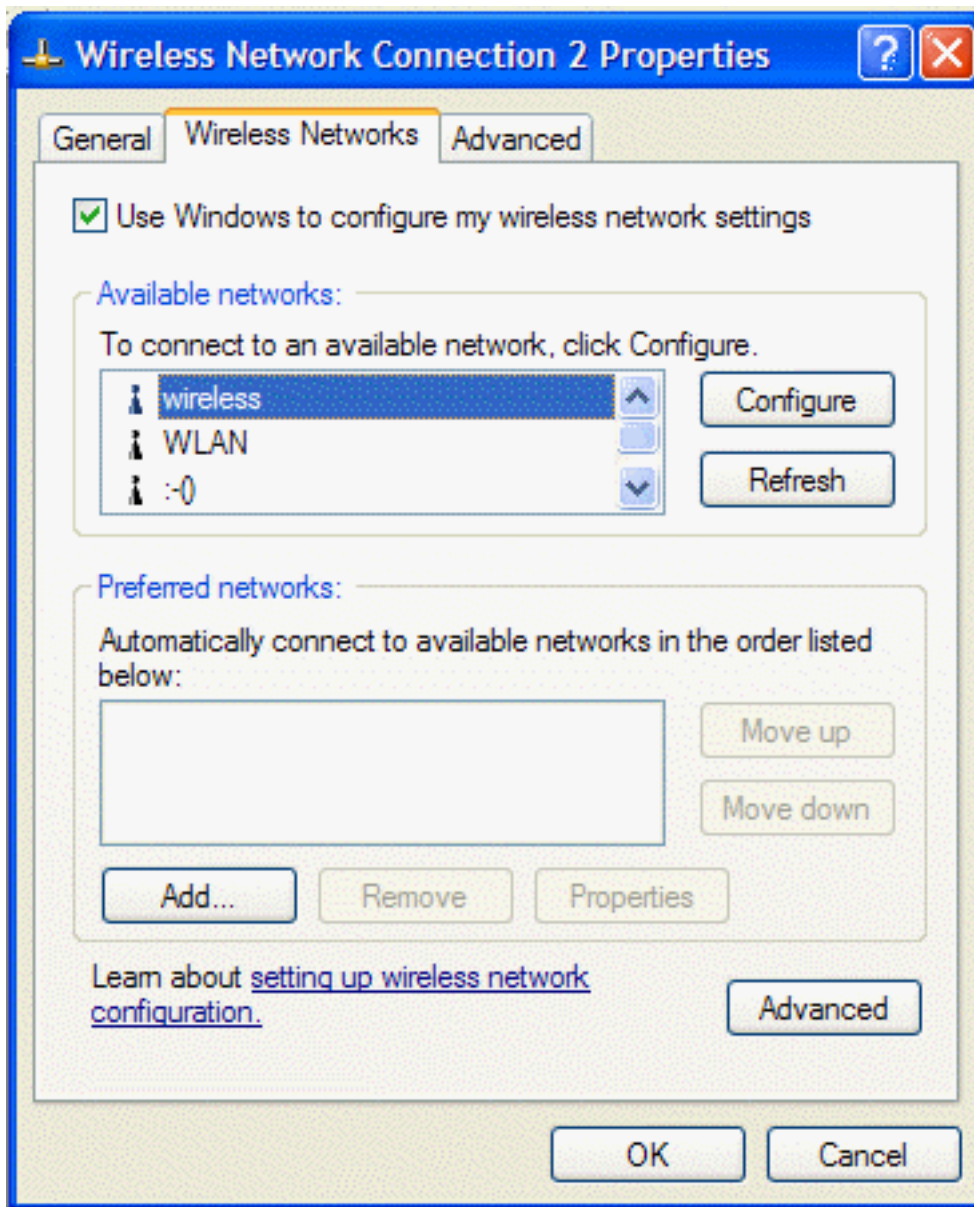 Wireless Network Connection 2 Properties
General Wireless Networks Advanced
Use Windows to configure my wireless network settings
Available networks:
To connect to an available network, click Configure.
wireless
WLAN
:-()
Configure
Refresh
Preferred networks:
Automatically connect to available networks in the order listed
below:
Move up
Move down
Add... Remove Properties
Learn about setting up wireless network
configuration.
Advanced
OK Cancel